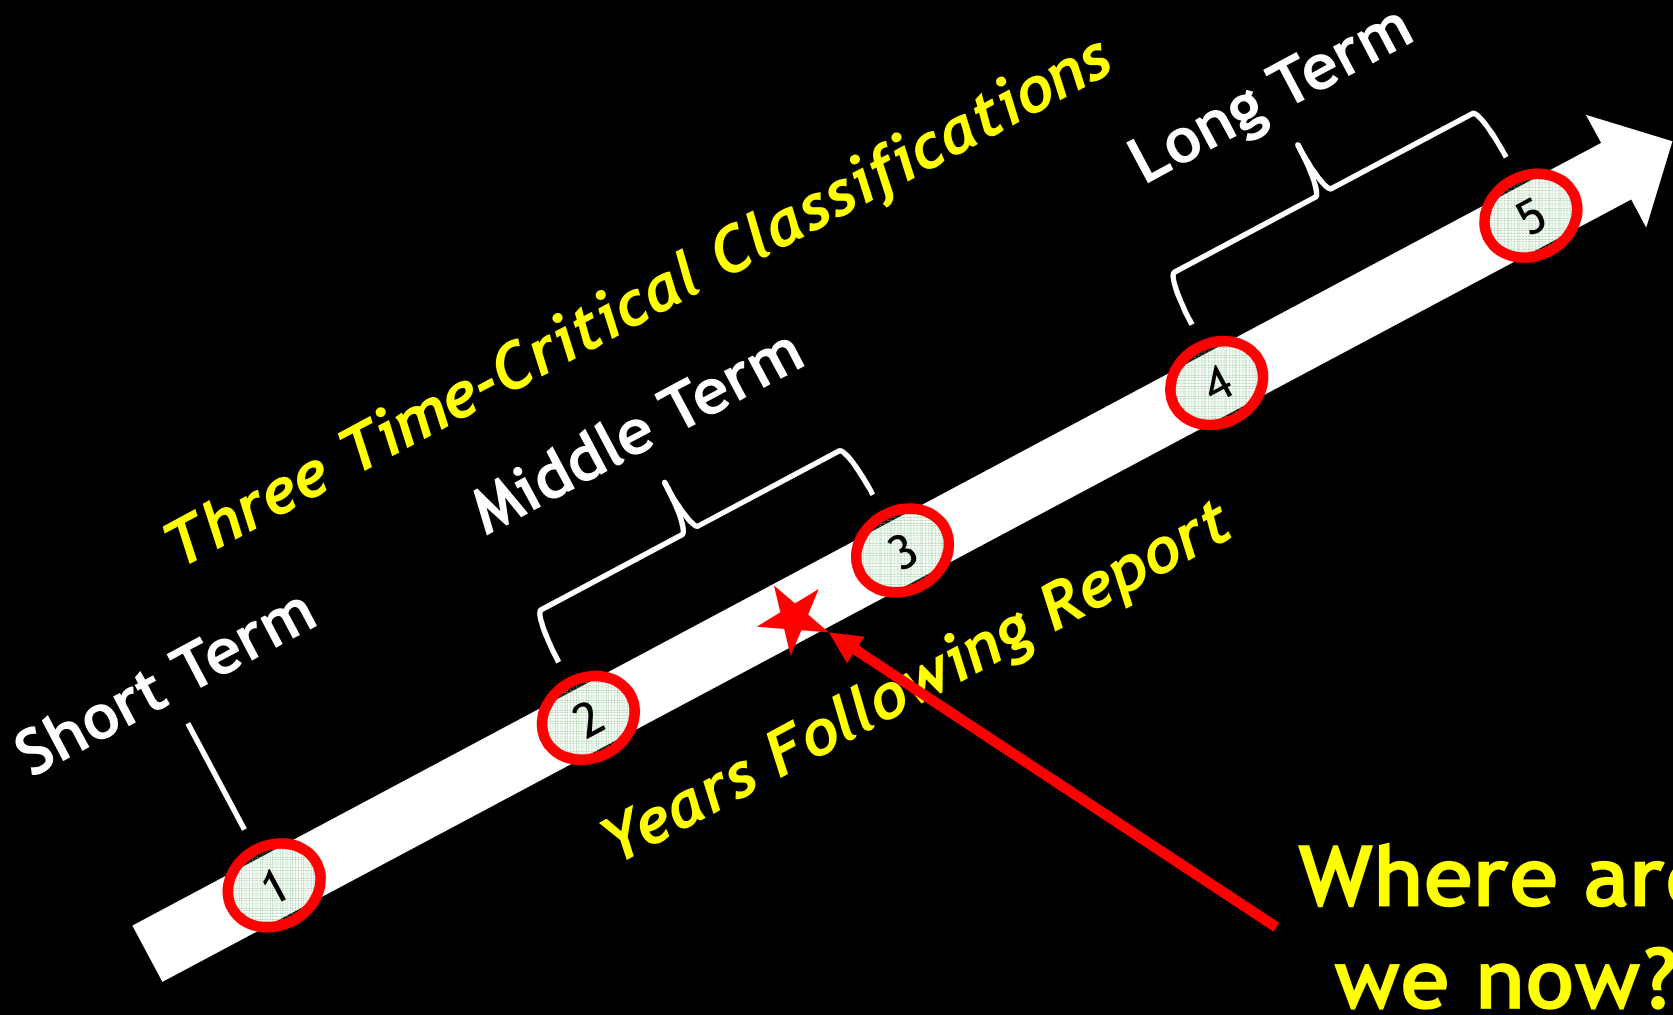 Three Time-Critical Classifications
Short Term
Middle Term
Long Term
1
2
3
4
5
Years Following Report
Where are
we now?